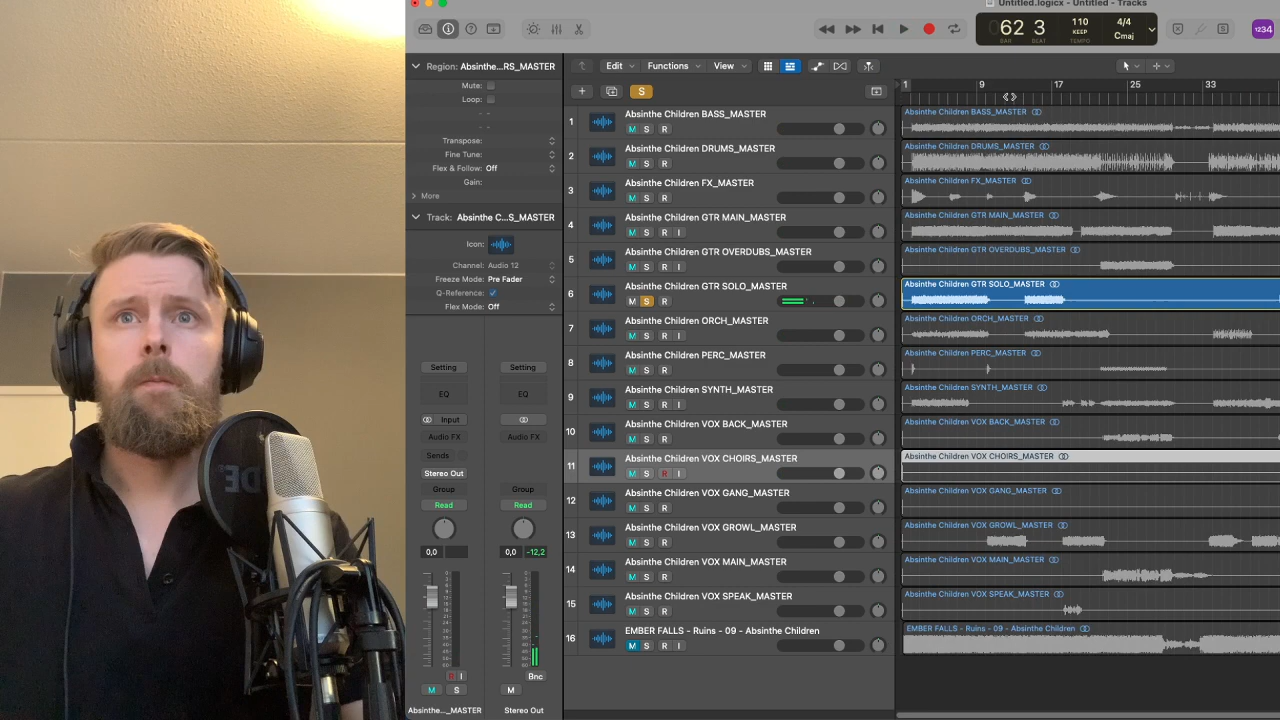 Untitled.logicx - Untitled - Tracks
62 3
BAR BEAT
110
KEEP
TEMPO
4/4
Cmaj
1234
Region: Absinthe...RS_MASTER
Mute:
Loop:
Transpose:
Fine Tune:
Flex & Follow: Off
Gain:
More
Track: Absinthe C...S_MASTER
Icon:
Channel: Audio 12
Freeze Mode: Pre Fader
Q-Reference:
Flex Mode: Off
Setting Setting
EQ EQ
Input
Audio FX Audio FX
Sends
Stereo Out
Group Group
Read Read
0,0 0,0 -12,2
R I Bnc
M S M
Absinthe..._MASTER Stereo Out
Edit Functions View
S
1 9 17 25 33
1 Absinthe Children BASS_MASTER
M S R
2 Absinthe Children DRUMS_MASTER
M S R
3 Absinthe Children FX_MASTER
M S R
4 Absinthe Children GTR MAIN_MASTER
M S R I
5 Absinthe Children GTR OVERDUBS_MASTER
M S R I
6 Absinthe Children GTR SOLO_MASTER
M S R
7 Absinthe Children ORCH_MASTER
M S R
8 Absinthe Children PERC_MASTER
M S R
9 Absinthe Children SYNTH_MASTER
M S R I
10 Absinthe Children VOX BACK_MASTER
M S R
11 Absinthe Children VOX CHOIRS_MASTER
M S R I
12 Absinthe Children VOX GANG_MASTER
M S R
13 Absinthe Children VOX GROWL_MASTER
M S R I
14 Absinthe Children VOX MAIN_MASTER
M S R I
15 Absinthe Children VOX SPEAK_MASTER
M S R
16 EMBER FALLS - Ruins - 09 - Absinthe Children
M S R I
Absinthe Children BASS_MASTER
Absinthe Children DRUMS_MASTER
Absinthe Children FX_MASTER
Absinthe Children GTR MAIN_MASTER
Absinthe Children GTR OVERDUBS_MASTER
Absinthe Children GTR SOLO_MASTER
Absinthe Children ORCH_MASTER
Absinthe Children PERC_MASTER
Absinthe Children SYNTH_MASTER
Absinthe Children VOX BACK_MASTER
Absinthe Children VOX CHOIRS_MASTER
Absinthe Children VOX GANG_MASTER
Absinthe Children VOX GROWL_MASTER
Absinthe Children VOX MAIN_MASTER
Absinthe Children VOX SPEAK_MASTER
EMBER FALLS - Ruins - 09 - Absinthe Children